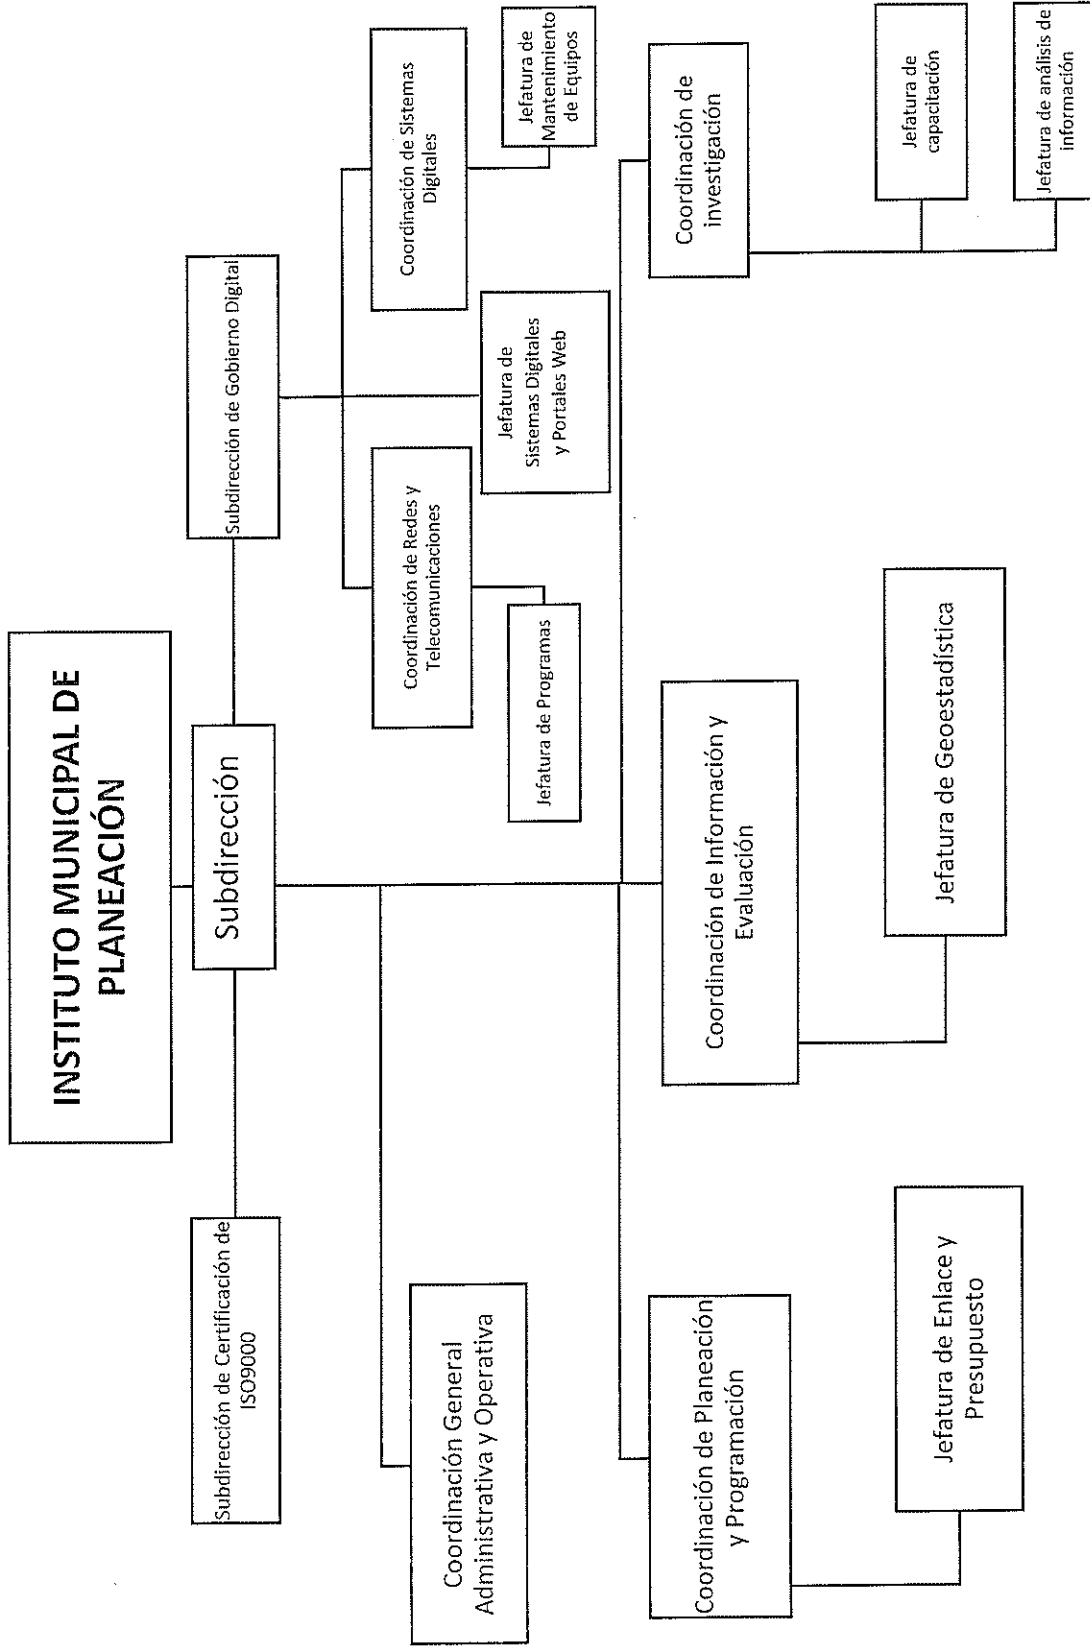 INSTITUTO MUNICIPAL DE
PLANEACIÓN
Subdirección de Certificación de
ISO9000
Subdirección
Subdirección de Gobierno Digital
Coordinación General
Administrativa y Operativa
Coordinación de Redes y
Telecomunicaciones
Coordinación de Sistemas
Digitales
Jefatura de Programas
Jefatura de
Sistemas Digitales
y Portales Web
Jefatura de
Mantenimiento
de Equipos
Coordinación de Planeación
y Programación
Coordinación de Información y
Evaluación
Coordinación de
investigación
Jefatura de Enlace y
Presupuesto
Jefatura de Geoestadística
Jefatura de
capacitación
Jefatura de análisis de
información